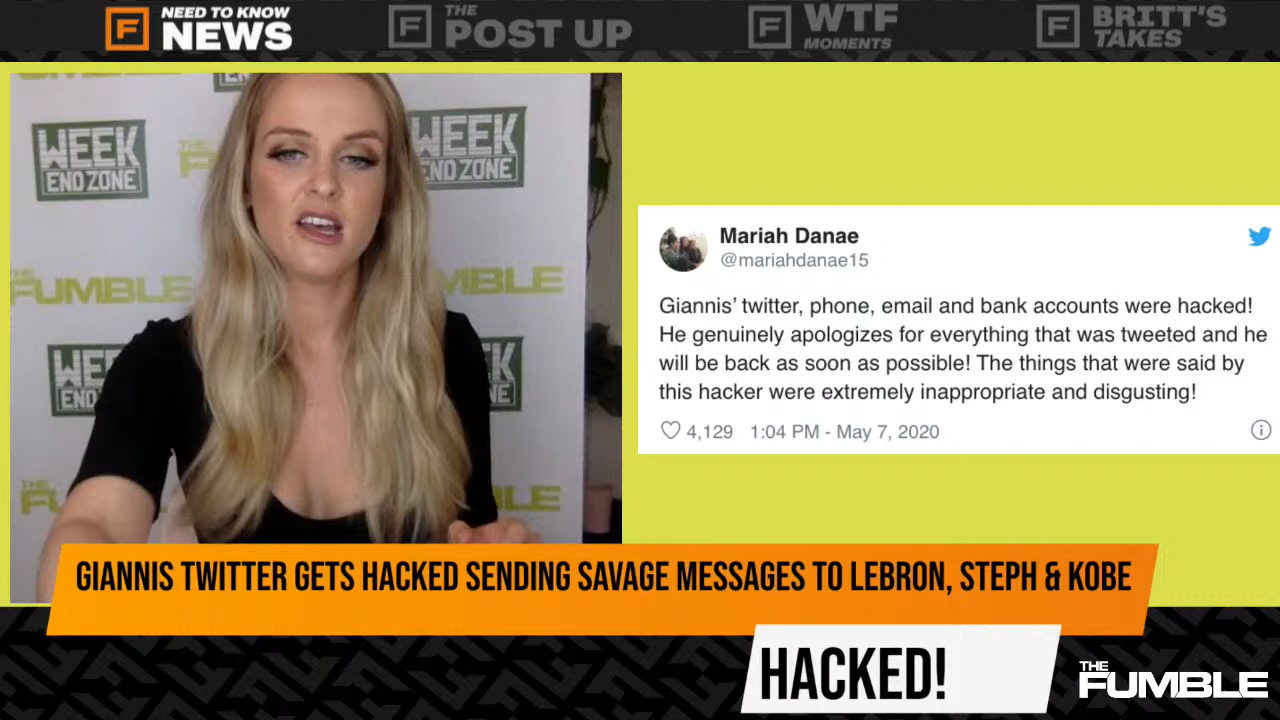 NEED TO KNOW
NEWS
THE
POST UP
WTF
MOMENTS
BRITT'S
TAKES
WEEK
END ZONE
THE
FUMBLE
WEEK
END ZONE
THE
FUMBLE
Mariah Danae
@mariahdanae15
Giannis’ twitter, phone, email and bank accounts were hacked!
He genuinely apologizes for everything that was tweeted and he
will be back as soon as possible! The things that were said by
this hacker were extremely inappropriate and disgusting!
4,129 1:04 PM - May 7, 2020
GIANNIS TWITTER GETS HACKED SENDING SAVAGE MESSAGES TO LEBRON, STEPH & KOBE
HACKED!
THE
FUMBLE